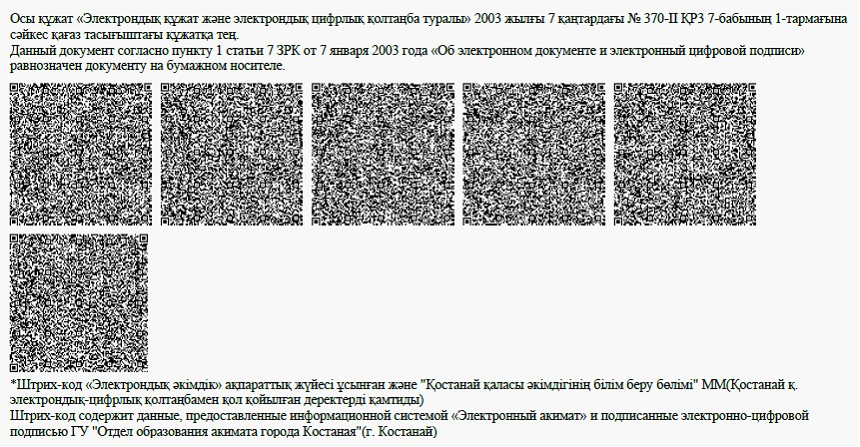 Осы құжат «Электрондық құжат және электрондық цифрлық қолтаңба туралы» 2003 жылғы 7 қаңтардағы № 370-II ҚРЗ 7-бабының 1-тармағына
сәйкес қағаз тасығыштағы құжатқа тең.
Данный документ согласно пункту 1 статьи 7 ЗРК от 7 января 2003 года «Об электронном документе и электронный цифровой подписи»
равнозначен документу на бумажном носителе.
*Штрих-код «Электрондық әкімдік» ақпараттық жүйесі ұсынған және "Қостанай қаласы әкімдігінің білім беру бөлімі" ММ(Қостанай қ.
электрондық-цифрлық қолтаңбамен қол қойылған деректерді қамтиды)
Штрих-код содержит данные, предоставленные информационной системой «Электронный акимат» и подписанные электронно-цифровой
подписью ГУ "Отдел образования акимата города Костаная"(г. Костанай)